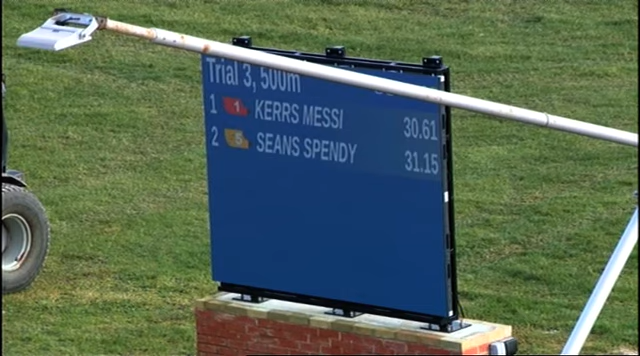 Trial 3, 500m
1 1 KERRS MESSI 30.61
2 5 SEANS SPENDY 31.15